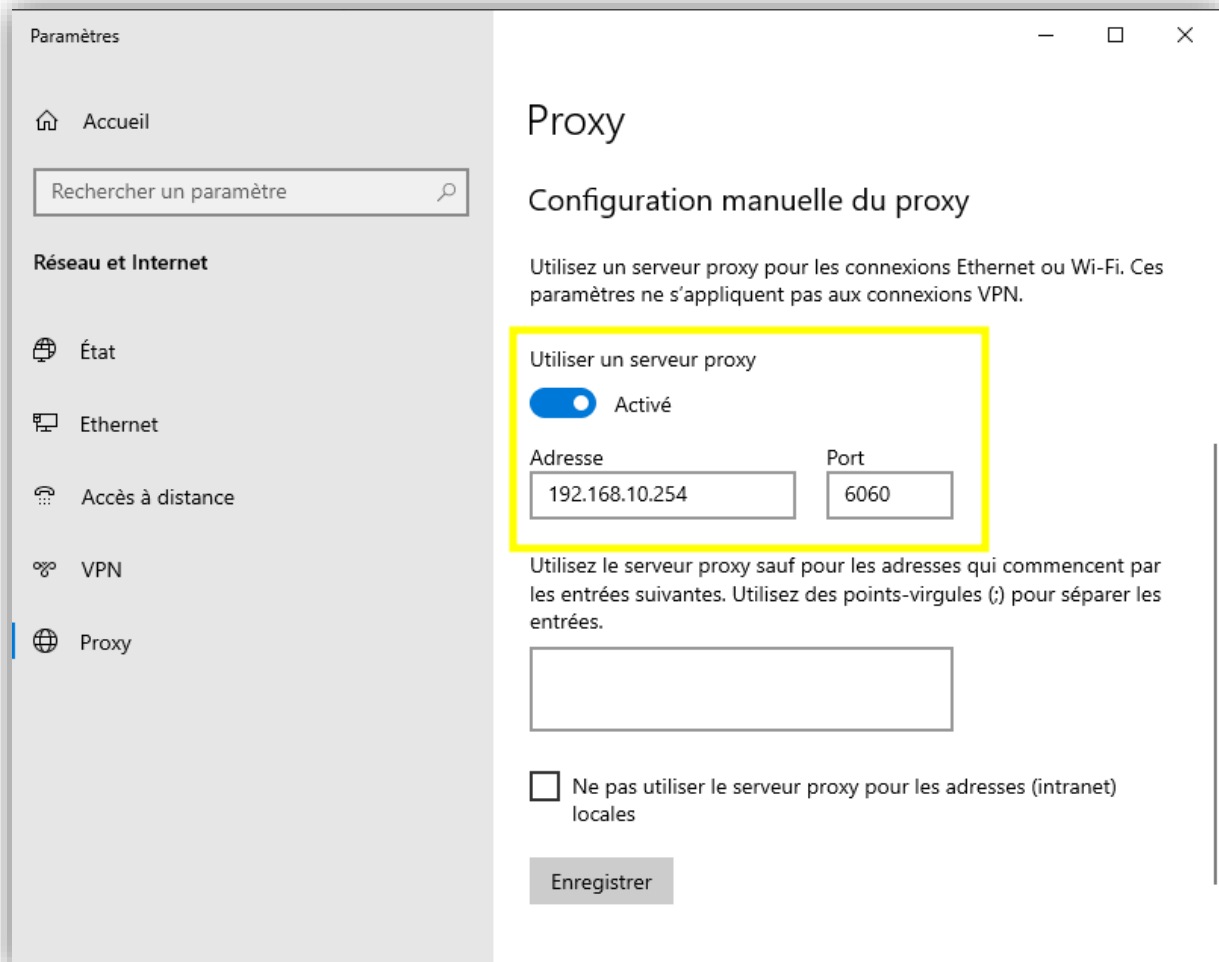 Paramètres
Accueil
Rechercher un paramètre
Réseau et Internet
État
Ethernet
Accès à distance
VPN
Proxy
Proxy
Configuration manuelle du proxy
Utilisez un serveur proxy pour les connexions Ethernet ou Wi-Fi. Ces
paramètres ne s’appliquent pas aux connexions VPN.
Utiliser un serveur proxy
Activé
Adresse Port
192.168.10.254 6060
Utilisez le serveur proxy sauf pour les adresses qui commencent par
les entrées suivantes. Utilisez des points-virgules (;) pour séparer les
entrées.
Ne pas utiliser le serveur proxy pour les adresses (intranet)
locales
Enregistrer